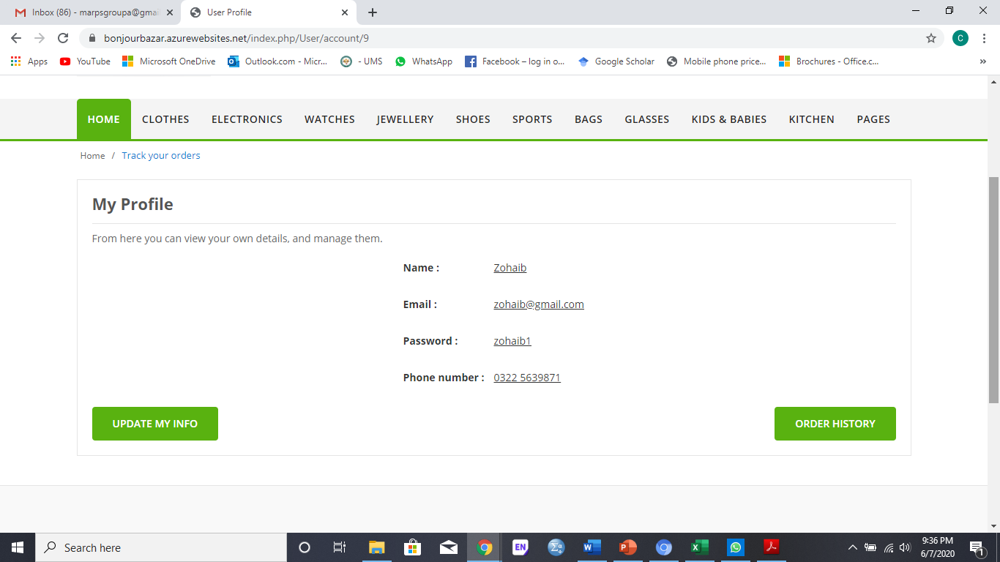 Inbox (86) - marpsgroupa@gmai
User Profile
bonjourbazar.azurewebsites.net/index.php/User/account/9
C
Apps
YouTube
Microsoft OneDrive
Outlook.com - Micr...
- UMS
WhatsApp
Facebook – log in o...
Google Scholar
Mobile phone price...
Brochures - Office.c...
»
HOME
CLOTHES
ELECTRONICS
WATCHES
JEWELLERY
SHOES
SPORTS
BAGS
GLASSES
KIDS & BABIES
KITCHEN
PAGES
Home / Track your orders
My Profile
From here you can view your own details, and manage them.
Name : Zohaib
Email : zohaib@gmail.com
Password : zohaib1
Phone number : 0322 5639871
UPDATE MY INFO
ORDER HISTORY
Search here
EN
9:36 PM
6/7/2020
1